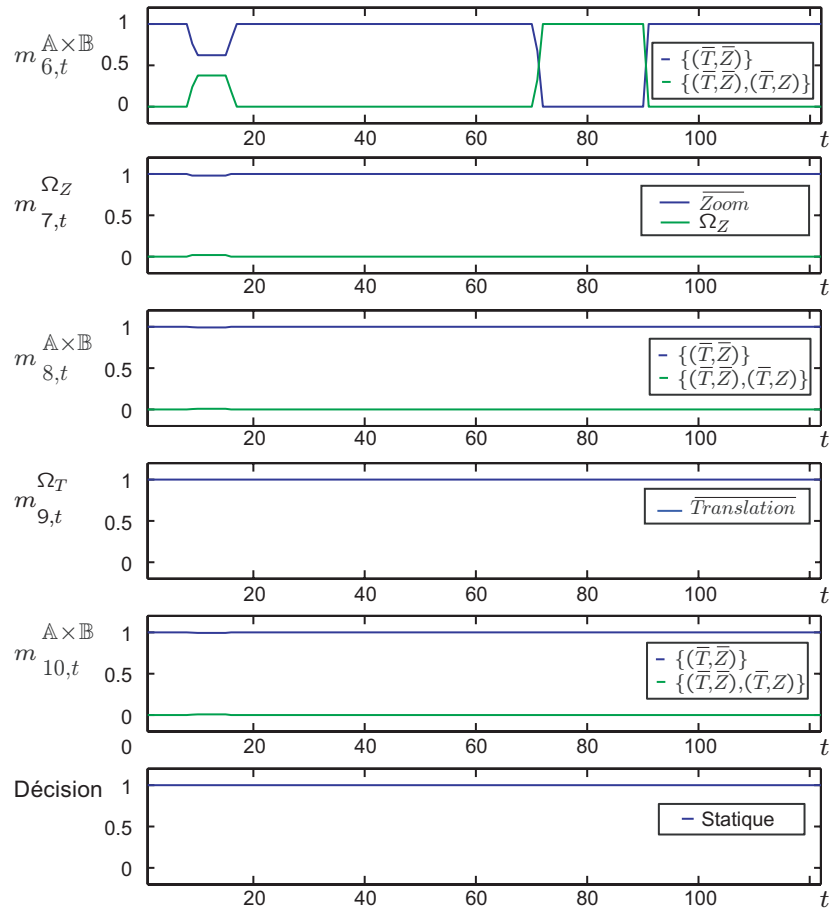 m 6,t 𝔸×𝔹
1
0.5
0
{(T̅,Z̅)}
{(T̅,Z̅),(T̅,Z)}
20 40 60 80 100 t
m 7,t Ω_Z
1
0.5
0
Z̅o̅o̅m̅
Ω_Z
20 40 60 80 100 t
m 8,t 𝔸×𝔹
1
0.5
0
{(T̅,Z̅)}
{(T̅,Z̅),(T̅,Z)}
20 40 60 80 100 t
m 9,t Ω_T
1
0.5
0
T̅r̅a̅n̅s̅l̅a̅t̅i̅o̅n̅
20 40 60 80 100 t
m 10,t 𝔸×𝔹
1
0.5
0
{(T̅,Z̅)}
{(T̅,Z̅),(T̅,Z)}
0 20 40 60 80 100 t
Décision
1
0.5
0
Statique
20 40 60 80 100 t